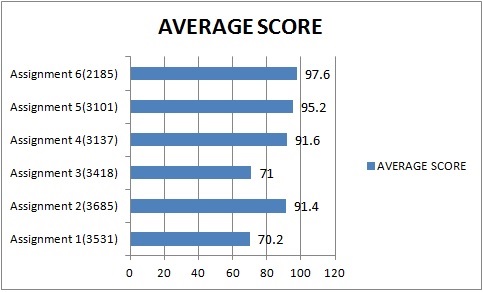 AVERAGE SCORE
Assignment 6(2185) 97.6
Assignment 5(3101) 95.2
Assignment 4(3137) 91.6
Assignment 3(3418) 71
AVERAGE SCORE
Assignment 2(3685) 91.4
Assignment 1(3531) 70.2
0 20 40 60 80 100 120